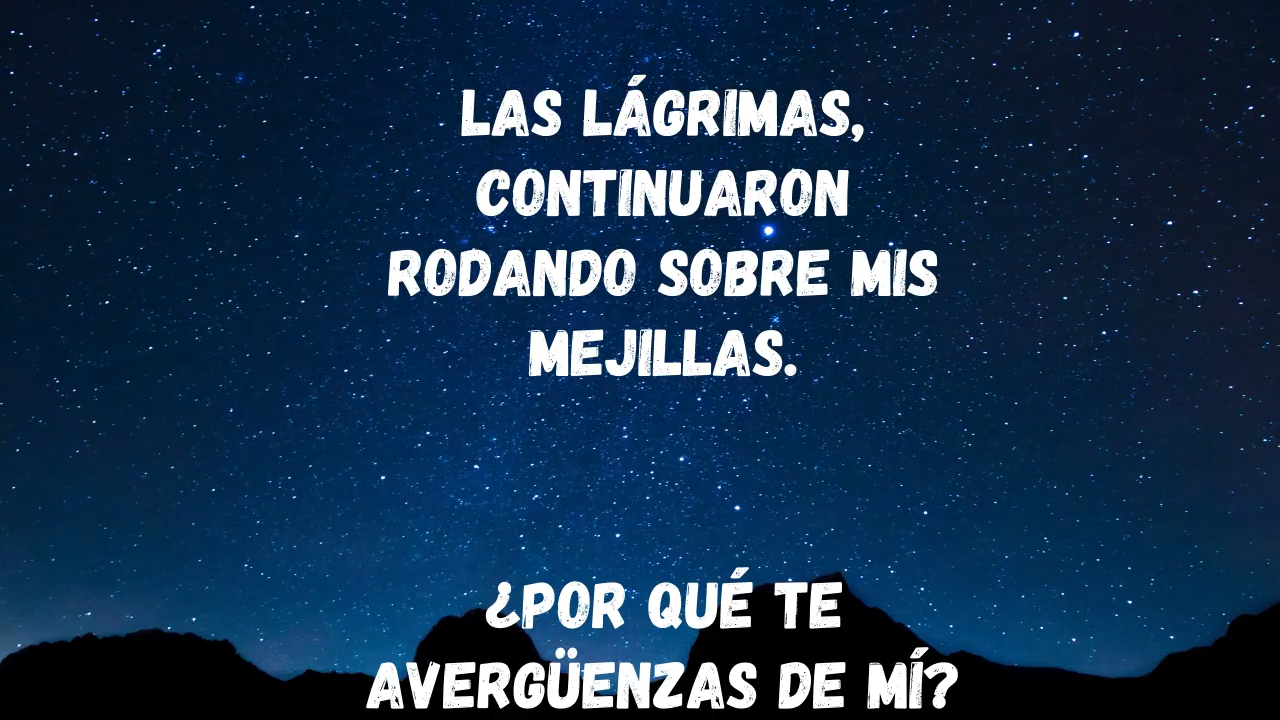 LAS LÁGRIMAS,
CONTINUARON
RODANDO SOBRE MIS
MEJILLAS.
¿POR QUÉ TE
AVERGÜENZAS DE MÍ?